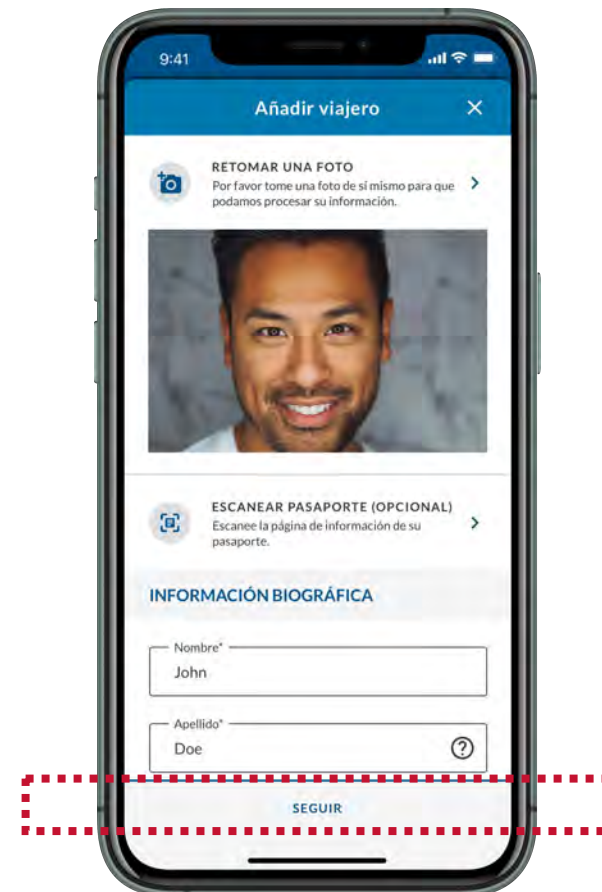 9:41
Añadir viajero
RETOMAR UNA FOTO
Por favor tome una foto de sí mismo para que
podamos procesar su información.
ESCANEAR PASAPORTE (OPCIONAL)
Escanee la página de información de su
pasaporte.
INFORMACIÓN BIOGRÁFICA
Nombre*
John
Apellido*
Doe
SEGUIR